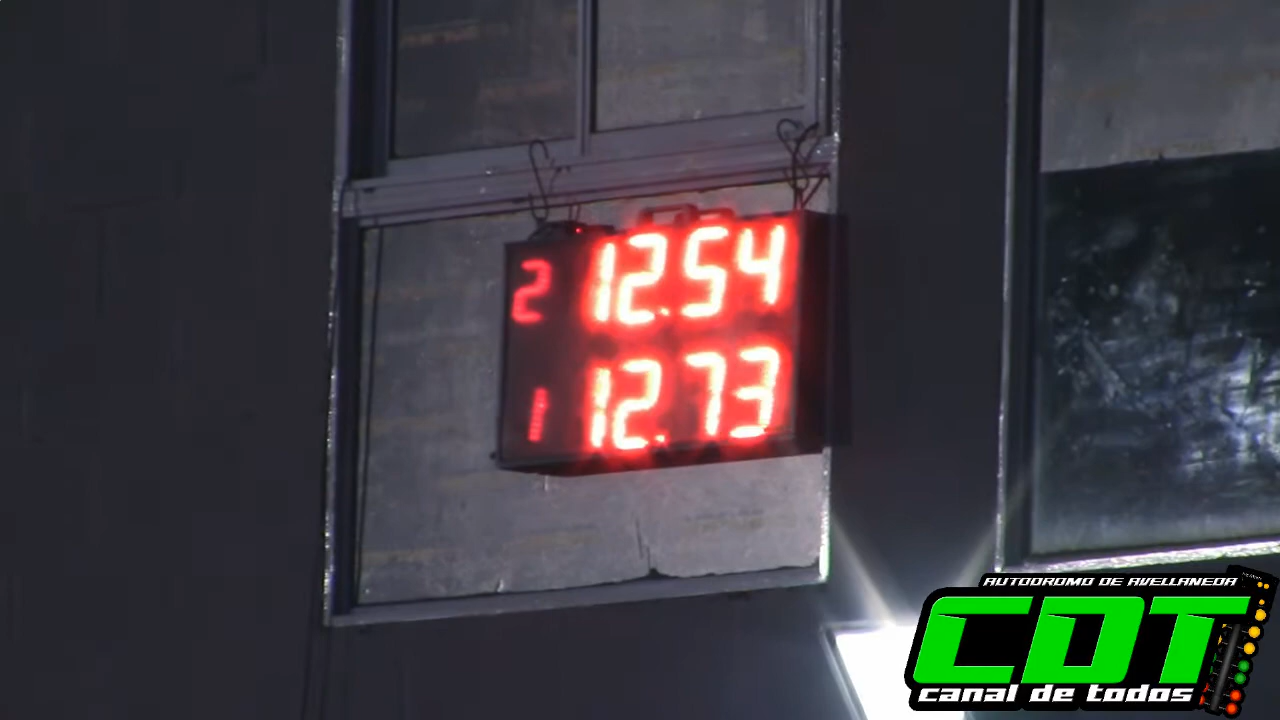 2 12.54
1 12.73
AUTODROMO DE AVELLANEDA
CDT
canal de todos